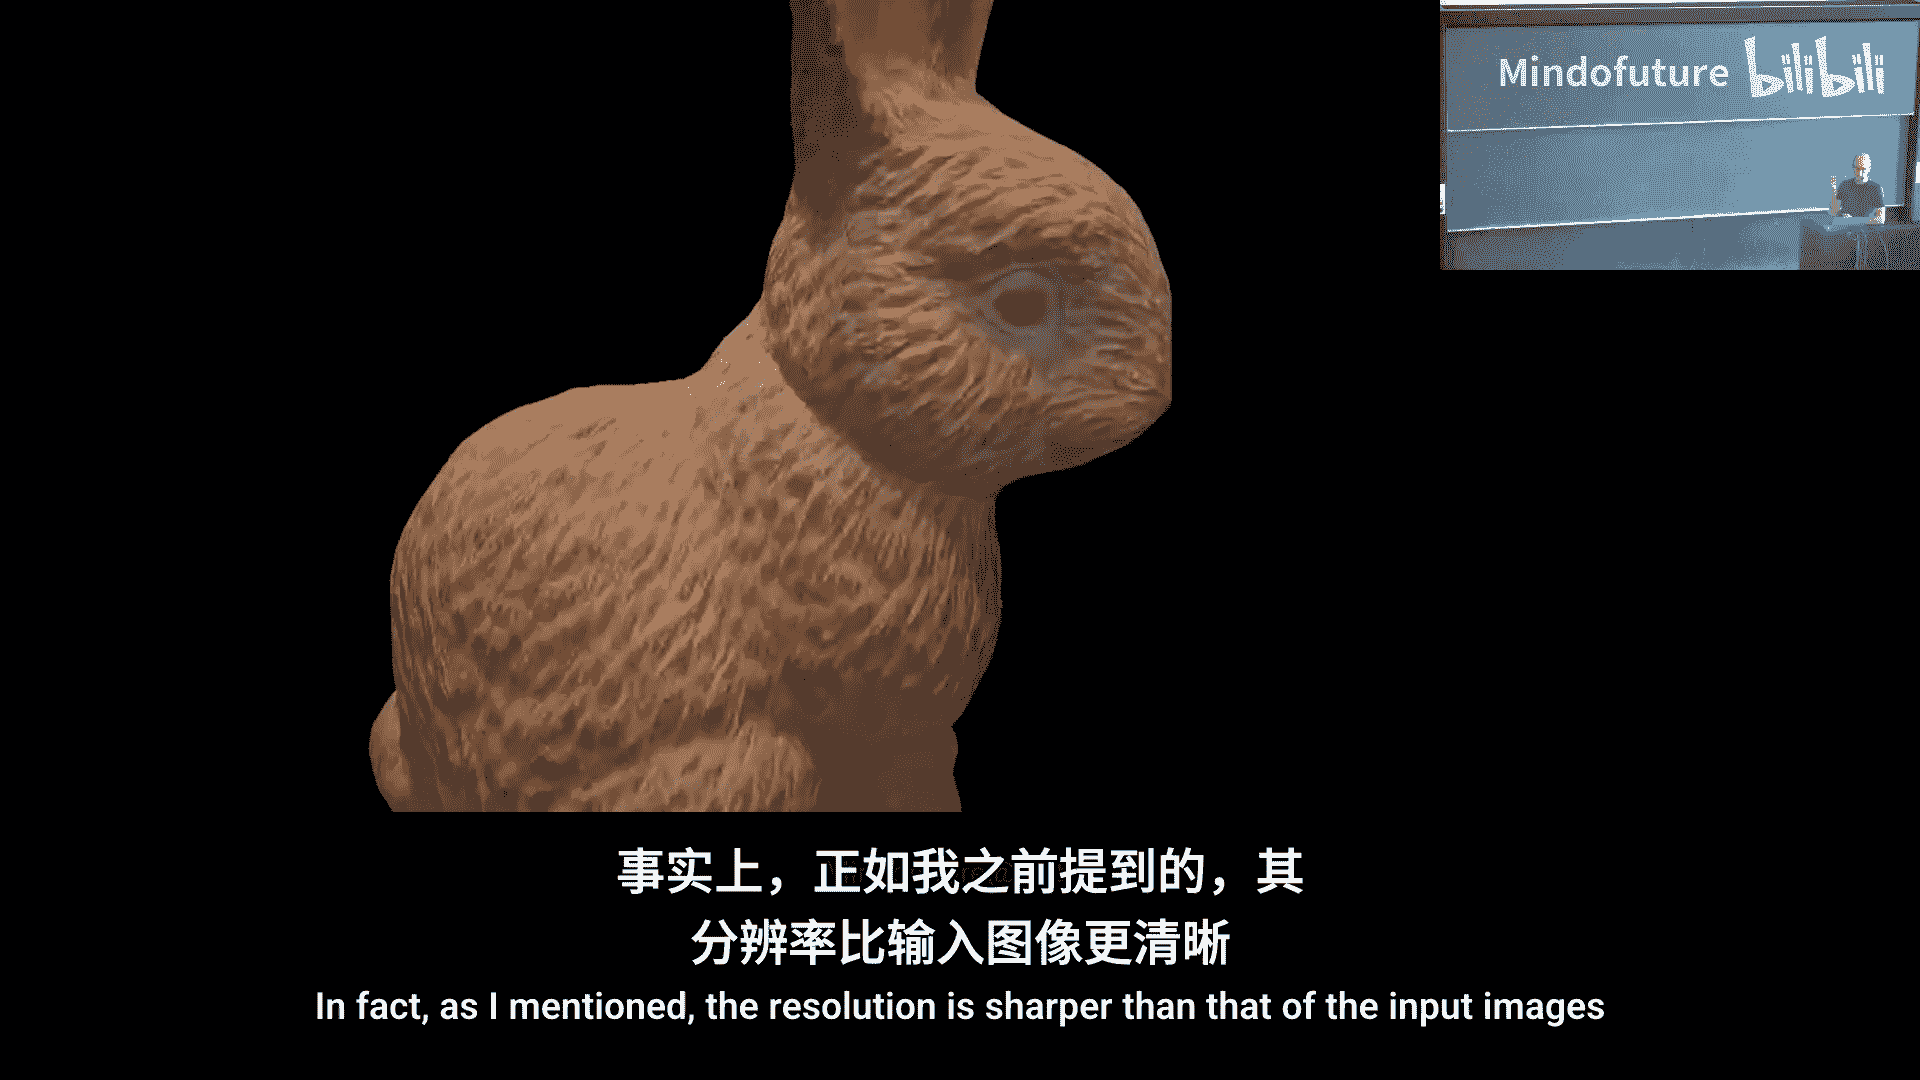 Mindofuture bilibili
事实上，正如我之前提到的，其
分辨率比输入图像更清晰
In fact, as I mentioned, the resolution is sharper than that of the input images